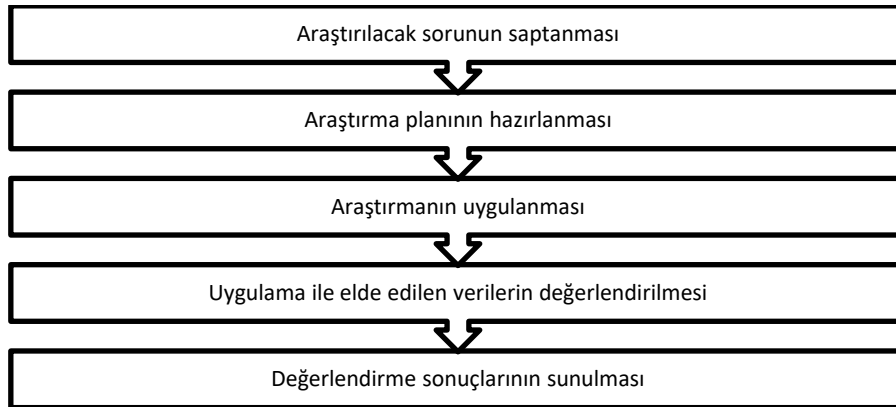 Araştırılacak sorunun saptanması
Araştırma planının hazırlanması
Araştırmanın uygulanması
Uygulama ile elde edilen verilerin değerlendirilmesi
Değerlendirme sonuçlarının sunulması